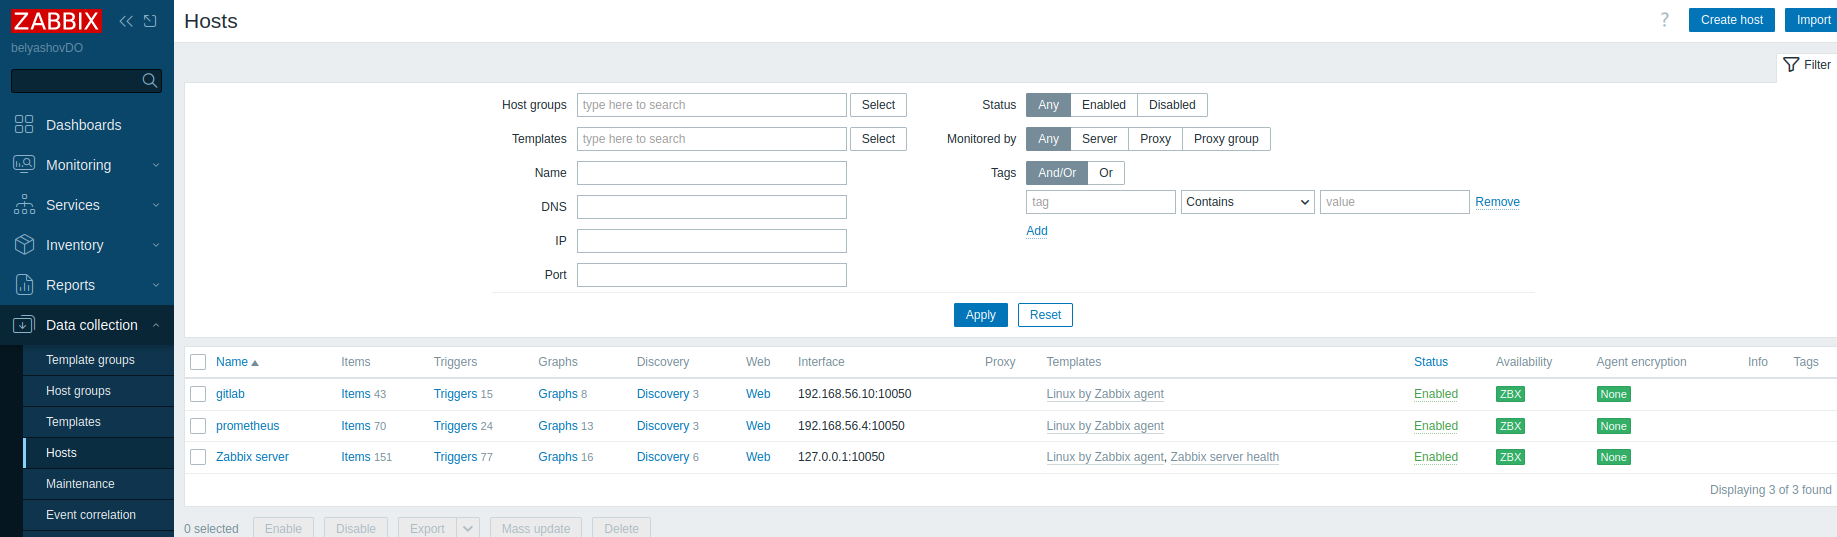 ZABBIX
belyashovDO
Dashboards
Monitoring
Services
Inventory
Reports
Data collection
Template groups
Host groups
Templates
Hosts
Maintenance
Event correlation
Hosts
? Create host Import
Filter
Host groups type here to search Select Status Any Enabled Disabled
Templates type here to search Select Monitored by Any Server Proxy Proxy group
Name Tags And/Or Or
tag Contains value Remove
DNS
Add
IP
Port
Apply Reset
Name Items Triggers Graphs Discovery Web Interface Proxy Templates Status Availability Agent encryption Info Tags
gitlab Items 43 Triggers 15 Graphs 8 Discovery 3 Web 192.168.56.10:10050 Linux by Zabbix agent Enabled ZBX None
prometheus Items 70 Triggers 24 Graphs 13 Discovery 3 Web 192.168.56.4:10050 Linux by Zabbix agent Enabled ZBX None
Zabbix server Items 151 Triggers 77 Graphs 16 Discovery 6 Web 127.0.0.1:10050 Linux by Zabbix agent, Zabbix server health Enabled ZBX None
Displaying 3 of 3 found
0 selected Enable Disable Export Mass update Delete